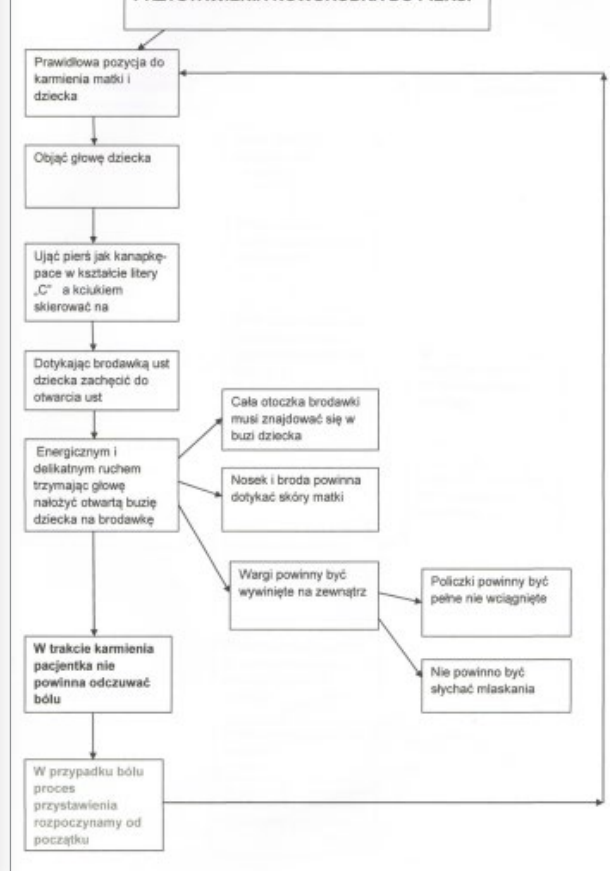 Prawidłowa pozycja do
karmienia matki i
dziecka
Objąć głowę dziecka
Ująć pierś jak kanapkę-
pace w kształcie litery
„C” a kciukiem
skierować na
Dotykając brodawką ust
dziecka zachęcić do
otwarcia ust
Energicznym i
delikatnym ruchem
trzymając głowę
nałożyć otwartą buzię
dziecka na brodawkę
Cała otoczka brodawki
musi znajdować się w
buzi dziecka
Nosek i broda powinna
dotykać skóry matki
Wargi powinny być
wywinięte na zewnątrz
Policzki powinny być
pełne nie wciągnięte
Nie powinno być
słychać mlaskania
W trakcie karmienia
pacjentka nie
powinna odczuwać
bólu
W przypadku bólu
proces
przystawienia
rozpoczynamy od
początku